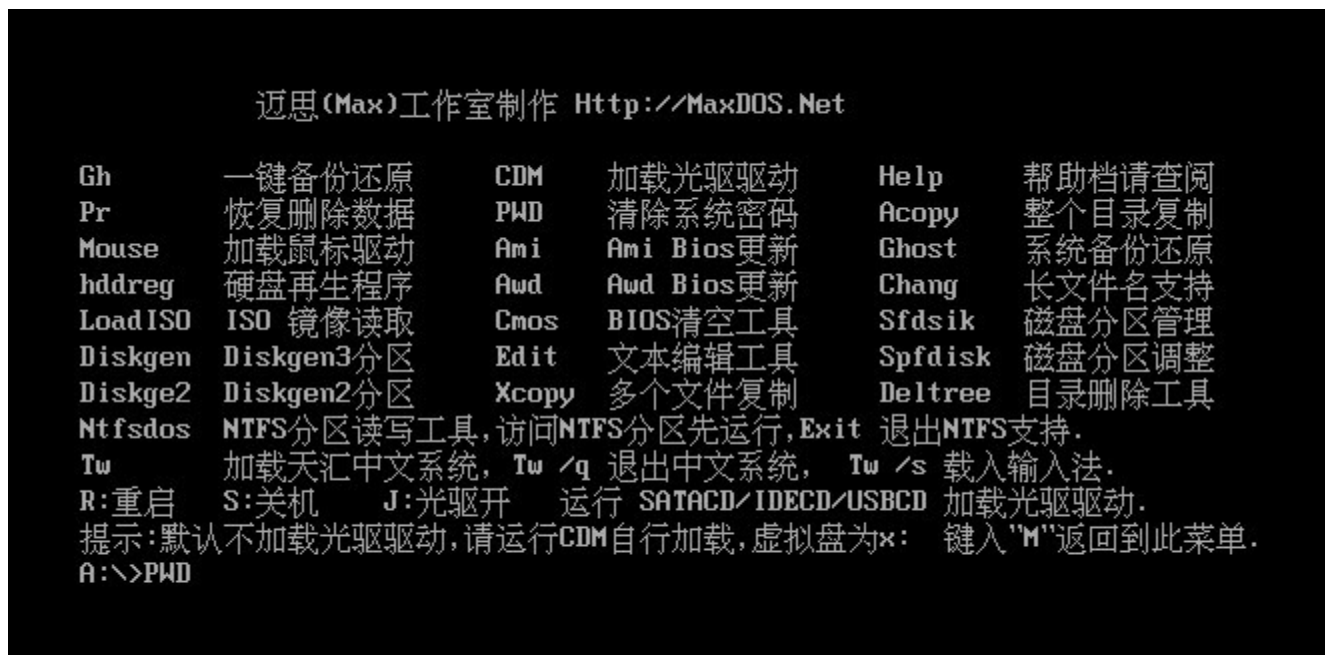 迈思(Max)工作室制作 Http://MaxDOS.Net
Gh 一键备份还原 CDM 加载光驱驱动 Help 帮助档请查阅
Pr 恢复删除数据 PWD 清除系统密码 Acopy 整个目录复制
Mouse 加载鼠标驱动 Ami Ami Bios更新 Ghost 系统备份还原
hddreg 硬盘再生程序 Awd Awd Bios更新 Chang 长文件名支持
LoadISO ISO 镜像读取 Cmos BIOS清空工具 Sfdsik 磁盘分区管理
Diskgen Diskgen3分区 Edit 文本编辑工具 Spfdisk 磁盘分区调整
Diskge2 Diskgen2分区 Xcopy 多个文件复制 Deltree 目录删除工具
Ntfsdos NTFS分区读写工具,访问NTFS分区先运行,Exit 退出NTFS支持.
Tw 加载天汇中文系统, Tw /q 退出中文系统, Tw /s 载入输入法.
R:重启 S:关机 J:光驱开 运行 SATACD/IDECD/USBCD 加载光驱驱动.
提示:默认不加载光驱驱动,请运行CDM自行加载,虚拟盘为x: 键入"M"返回到此菜单.
A:\>PWD